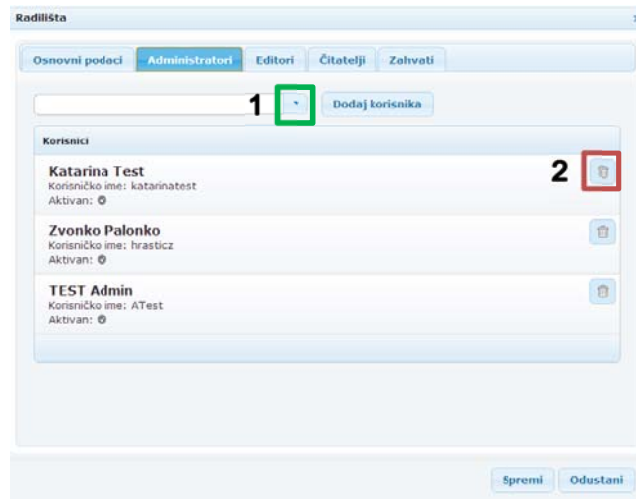 Radilišta
Osnovni podaci Administratori Editori Čitatelji Zahvati
1 Dodaj korisnika
Korisnici
Katarina Test 2
Korisničko ime: katarinatest
Aktivan:
Zvonko Palonko
Korisničko ime: hrasticz
Aktivan:
TEST Admin
Korisničko ime: ATest
Aktivan:
Spremi Odustani